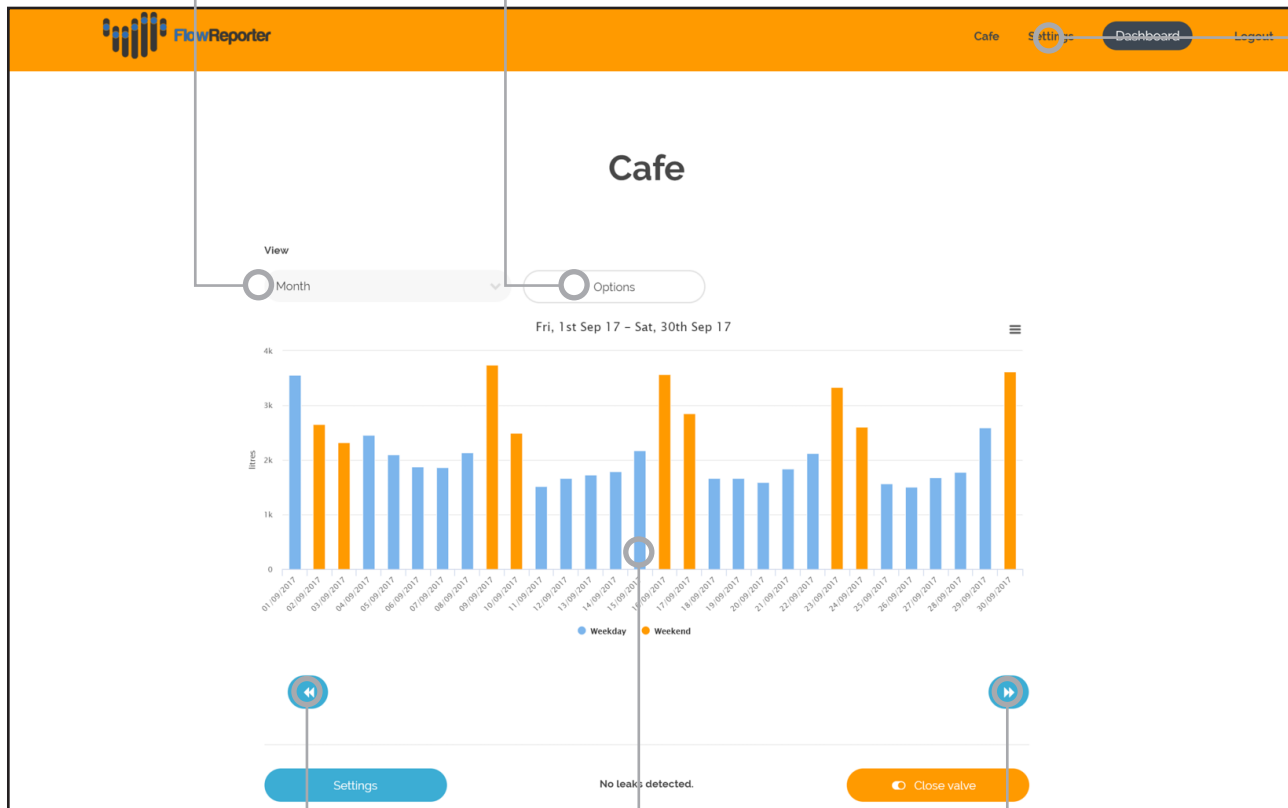 FlowReporter
Cafe Settings Dashboard Logout
Cafe
View
Month Options
Fri, 1st Sep 17 – Sat, 30th Sep 17
4k
3k
2k
1k
0
litres
01/09/2017 02/09/2017 03/09/2017 04/09/2017 05/09/2017 06/09/2017 07/09/2017 08/09/2017 09/09/2017 10/09/2017 11/09/2017 12/09/2017 13/09/2017 14/09/2017 15/09/2017 16/09/2017 17/09/2017 18/09/2017 19/09/2017 20/09/2017 21/09/2017 22/09/2017 23/09/2017 24/09/2017 25/09/2017 26/09/2017 27/09/2017 28/09/2017 29/09/2017 30/09/2017
Weekday Weekend
Settings No leaks detected. Close valve